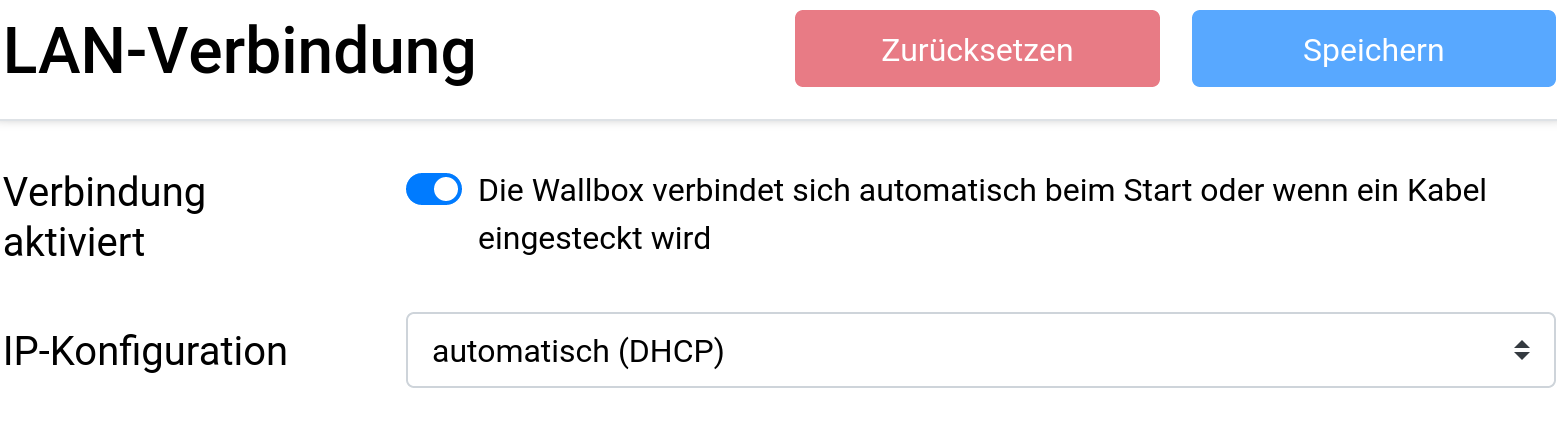 LAN-Verbindung
Zurücksetzen
Speichern
Verbindung
aktiviert
Die Wallbox verbindet sich automatisch beim Start oder wenn ein Kabel
eingesteckt wird
IP-Konfiguration
automatisch (DHCP)